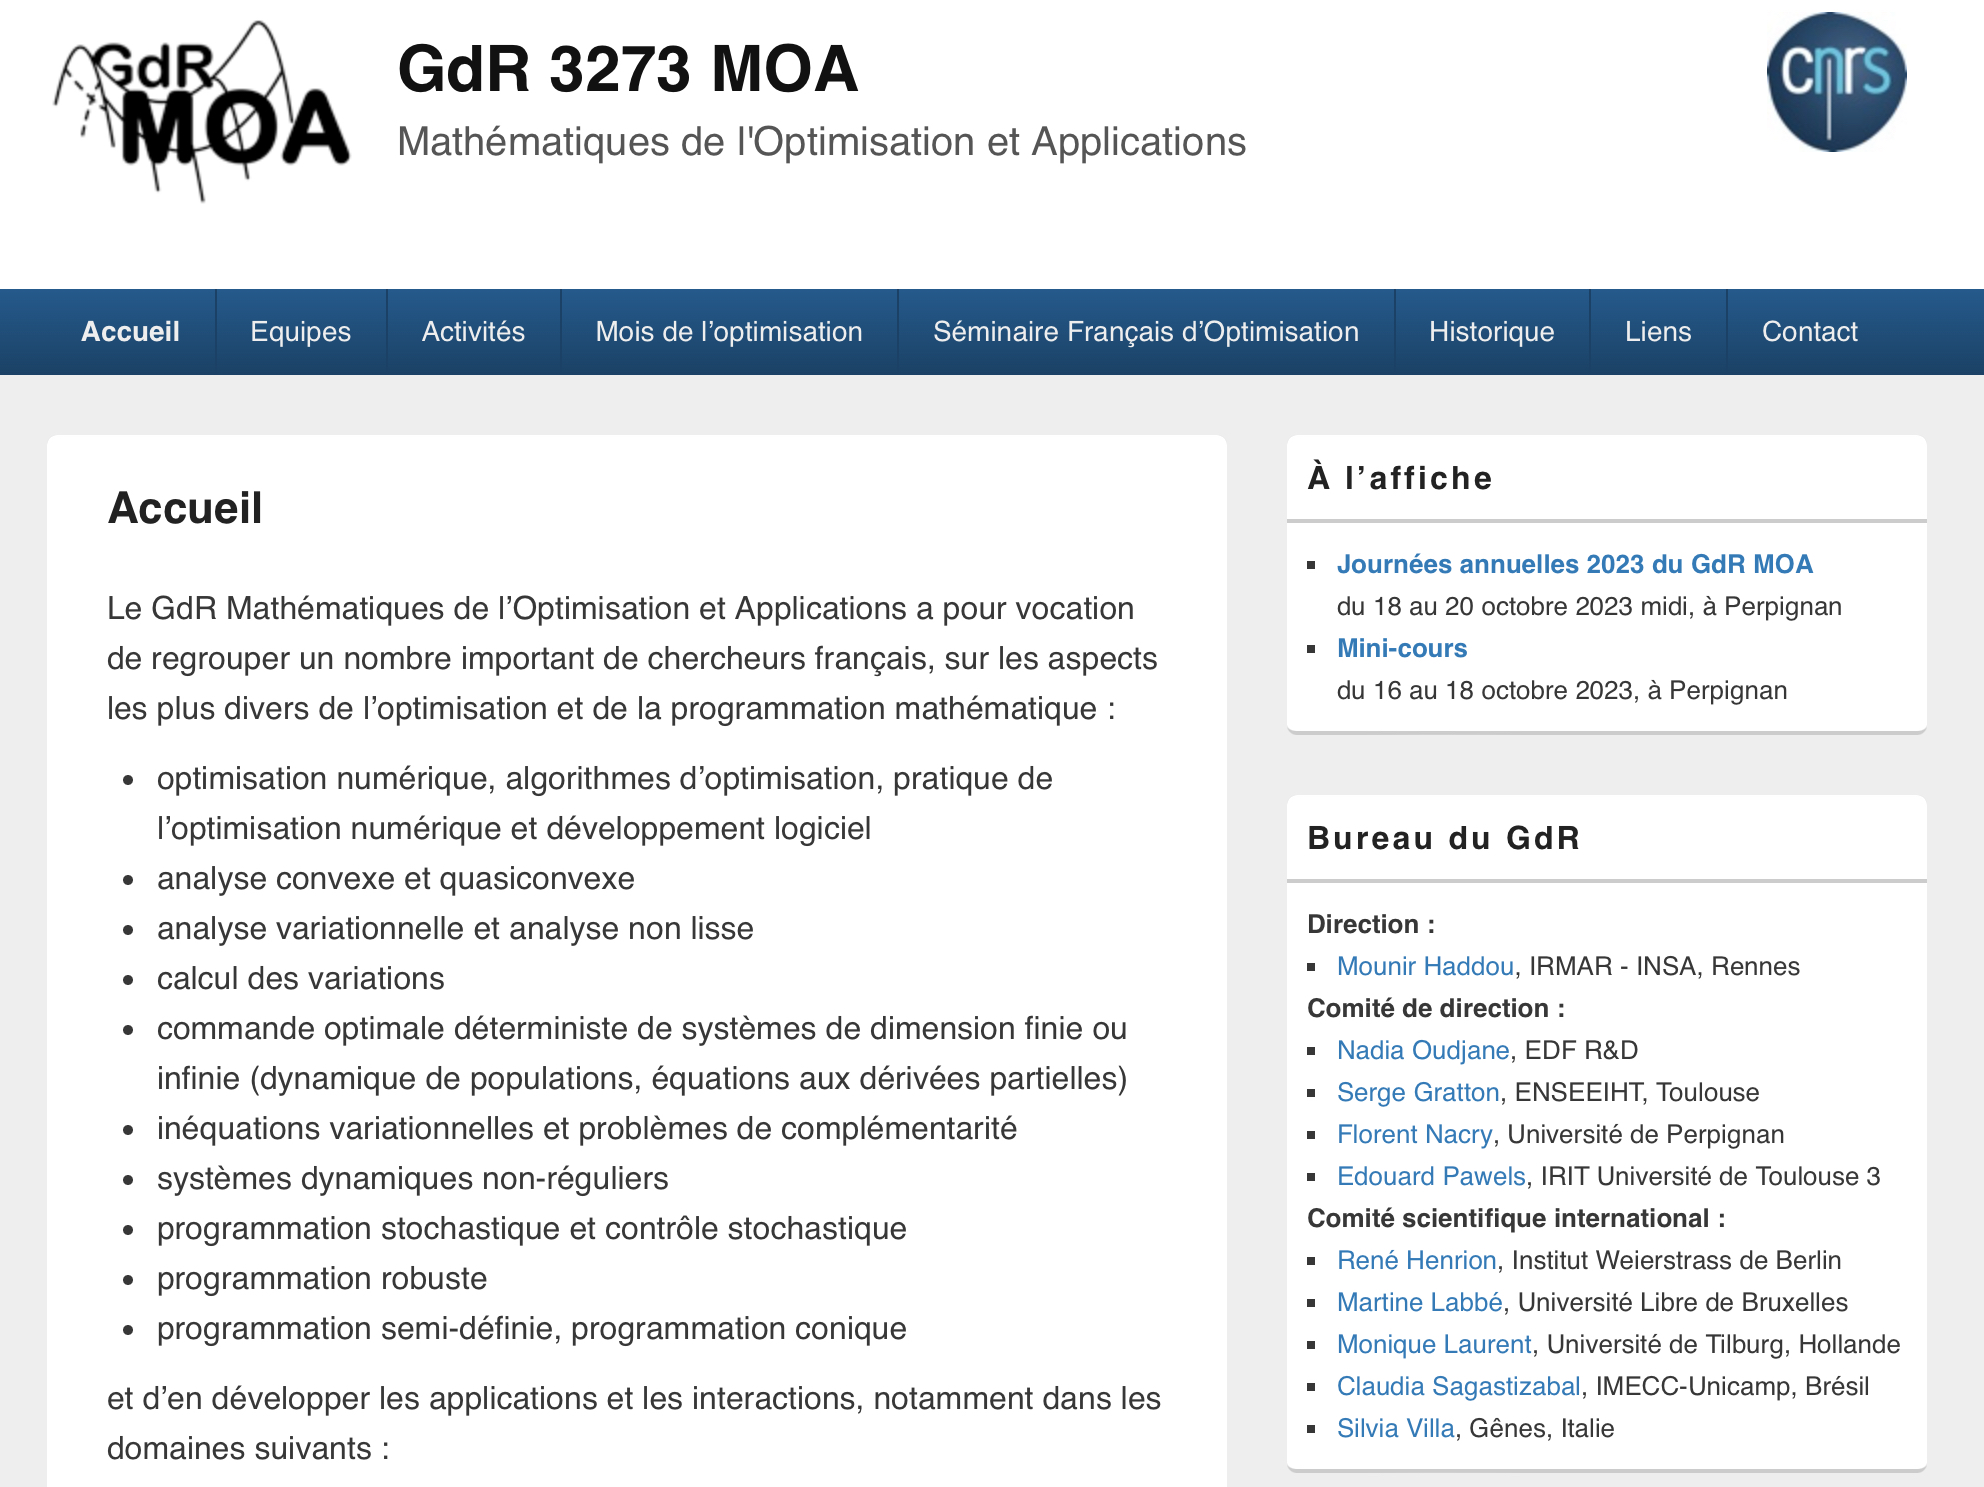 GdR
MOA
GdR 3273 MOA
Mathématiques de l'Optimisation et Applications
cnrs
Accueil
Equipes
Activités
Mois de l’optimisation
Séminaire Français d’Optimisation
Historique
Liens
Contact
Accueil
Le GdR Mathématiques de l’Optimisation et Applications a pour vocation
de regrouper un nombre important de chercheurs français, sur les aspects
les plus divers de l’optimisation et de la programmation mathématique :
• optimisation numérique, algorithmes d’optimisation, pratique de
l’optimisation numérique et développement logiciel
• analyse convexe et quasiconvexe
• analyse variationnelle et analyse non lisse
• calcul des variations
• commande optimale déterministe de systèmes de dimension finie ou
infinie (dynamique de populations, équations aux dérivées partielles)
• inéquations variationnelles et problèmes de complémentarité
• systèmes dynamiques non-réguliers
• programmation stochastique et contrôle stochastique
• programmation robuste
• programmation semi-définie, programmation conique
et d’en développer les applications et les interactions, notamment dans les
domaines suivants :
À l’affiche
▪ Journées annuelles 2023 du GdR MOA
du 18 au 20 octobre 2023 midi, à Perpignan
▪ Mini-cours
du 16 au 18 octobre 2023, à Perpignan
Bureau du GdR
Direction :
▪ Mounir Haddou, IRMAR - INSA, Rennes
Comité de direction :
▪ Nadia Oudjane, EDF R&D
▪ Serge Gratton, ENSEEIHT, Toulouse
▪ Florent Nacry, Université de Perpignan
▪ Edouard Pawels, IRIT Université de Toulouse 3
Comité scientifique international :
▪ René Henrion, Institut Weierstrass de Berlin
▪ Martine Labbé, Université Libre de Bruxelles
▪ Monique Laurent, Université de Tilburg, Hollande
▪ Claudia Sagastizabal, IMECC-Unicamp, Brésil
▪ Silvia Villa, Gênes, Italie